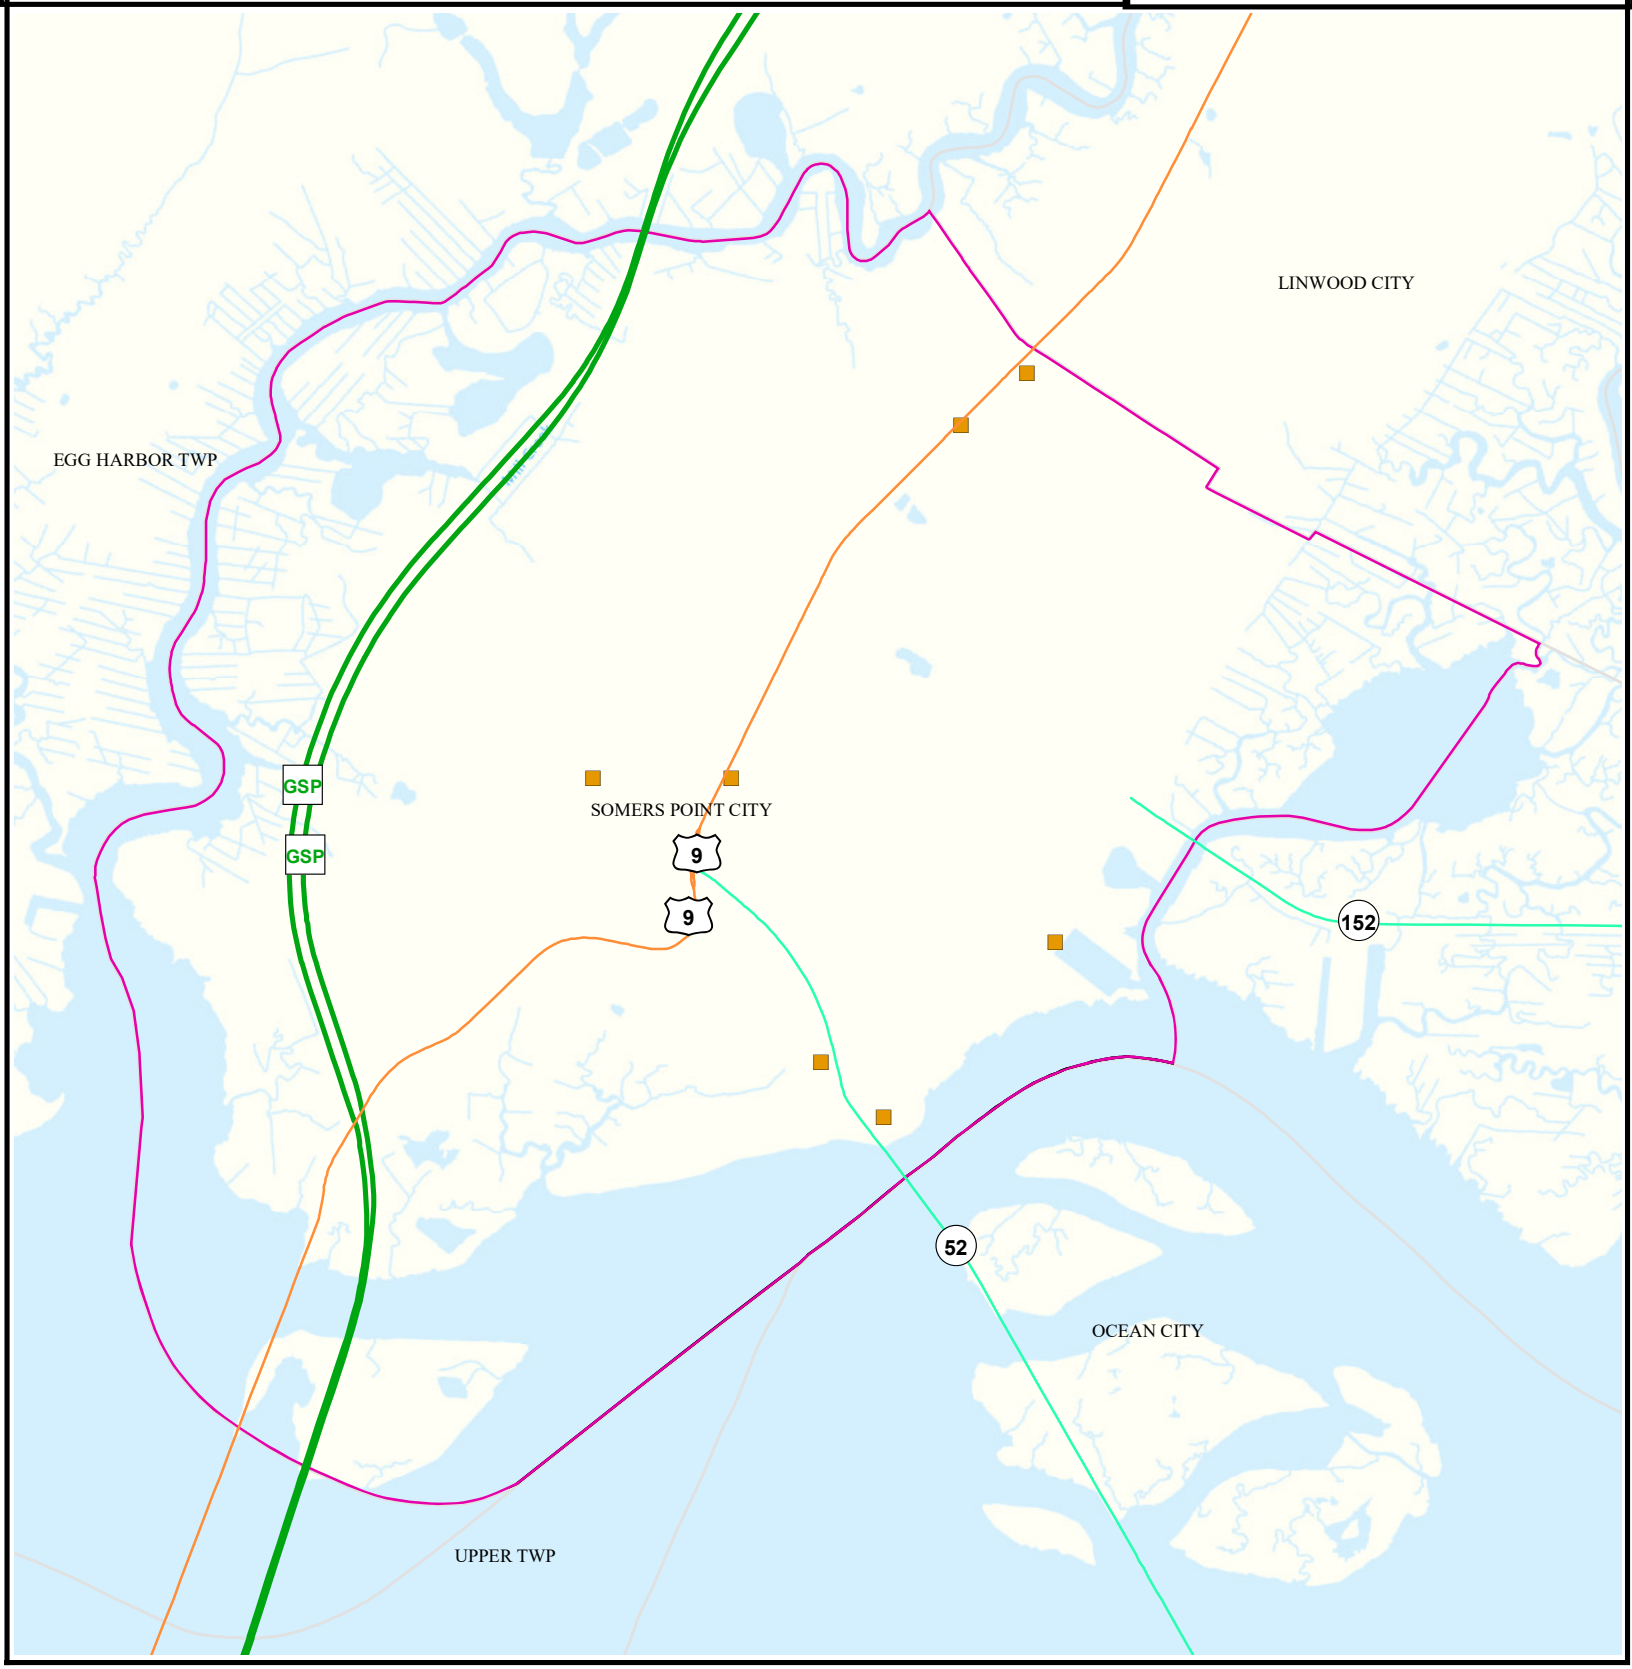 LINWOOD CITY
EGG HARBOR TWP
GSP
SOMERS POINT CITY
GSP
9
9
152
52
OCEAN CITY
UPPER TWP